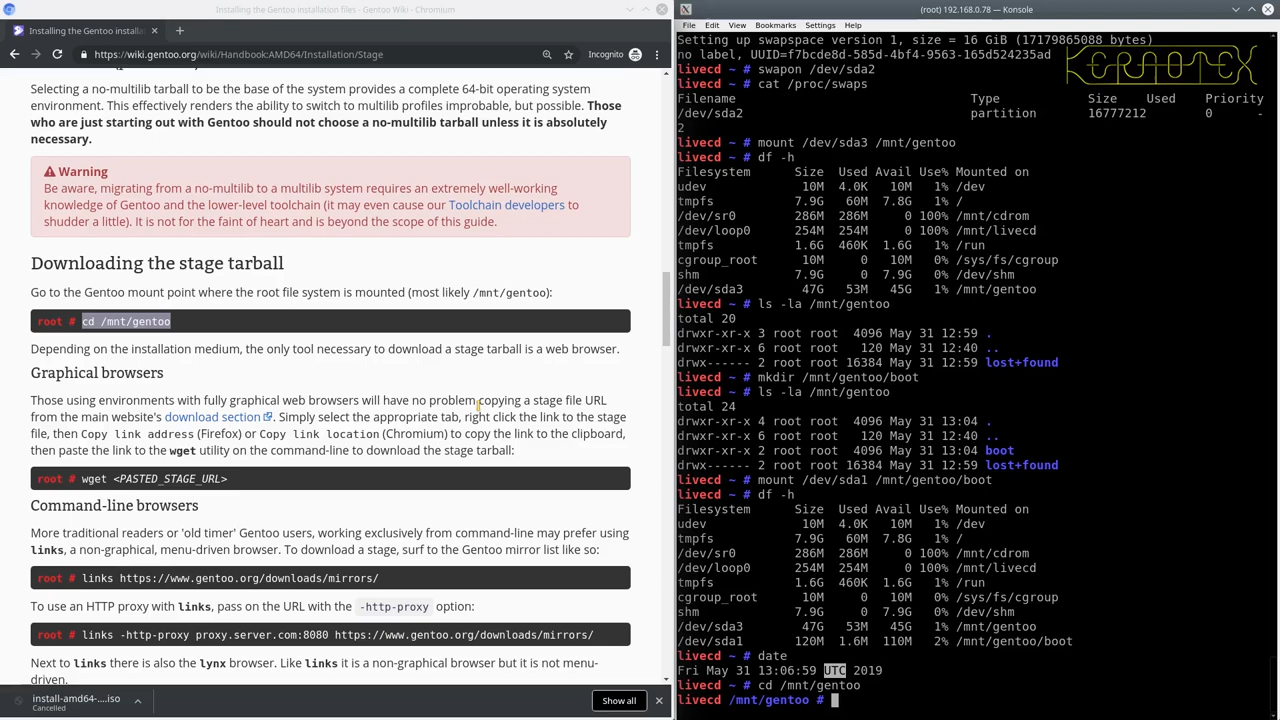 Installing the Gentoo installation files - Gentoo Wiki - Chromium
Installing the Gentoo installa
https://wiki.gentoo.org/wiki/Handbook:AMD64/Installation/Stage
Incognito
Selecting a no-multilib tarball to be the base of the system provides a complete 64-bit operating system
environment. This effectively renders the ability to switch to multilib profiles improbable, but possible. Those
who are just starting out with Gentoo should not choose a no-multilib tarball unless it is absolutely
necessary.
Warning
Be aware, migrating from a no-multilib to a multilib system requires an extremely well-working
knowledge of Gentoo and the lower-level toolchain (it may even cause our Toolchain developers to
shudder a little). It is not for the faint of heart and is beyond the scope of this guide.
Downloading the stage tarball
Go to the Gentoo mount point where the root file system is mounted (most likely /mnt/gentoo):
root # cd /mnt/gentoo
Depending on the installation medium, the only tool necessary to download a stage tarball is a web browser.
Graphical browsers
Those using environments with fully graphical web browsers will have no problem copying a stage file URL
from the main website's download section. Simply select the appropriate tab, right click the link to the stage
file, then Copy link address (Firefox) or Copy link location (Chromium) to copy the link to the clipboard,
then paste the link to the wget utility on the command-line to download the stage tarball:
root # wget <PASTED_STAGE_URL>
Command-line browsers
More traditional readers or 'old timer' Gentoo users, working exclusively from command-line may prefer using
links, a non-graphical, menu-driven browser. To download a stage, surf to the Gentoo mirror list like so:
root # links https://www.gentoo.org/downloads/mirrors/
To use an HTTP proxy with links, pass on the URL with the -http-proxy option:
root # links -http-proxy proxy.server.com:8080 https://www.gentoo.org/downloads/mirrors/
Next to links there is also the lynx browser. Like links it is a non-graphical browser but it is not menu-
driven.
install-amd64-....iso
Cancelled
Show all
(root) 192.168.0.78 — Konsole
File Edit View Bookmarks Settings Help
Setting up swapspace version 1, size = 16 GiB (17179865088 bytes)
no label, UUID=f7bcde8d-585d-4bf4-9563-165d524235ad
livecd ~ # swapon /dev/sda2
livecd ~ # cat /proc/swaps
Filename Type Size Used Priority
/dev/sda2 partition 16777212 0 -
2
livecd ~ # mount /dev/sda3 /mnt/gentoo
livecd ~ # df -h
Filesystem Size Used Avail Use% Mounted on
udev 10M 4.0K 10M 1% /dev
tmpfs 7.9G 60M 7.8G 1% /
/dev/sr0 286M 286M 0 100% /mnt/cdrom
/dev/loop0 254M 254M 0 100% /mnt/livecd
tmpfs 1.6G 460K 1.6G 1% /run
cgroup_root 10M 0 10M 0% /sys/fs/cgroup
shm 7.9G 0 7.9G 0% /dev/shm
/dev/sda3 47G 53M 45G 1% /mnt/gentoo
livecd ~ # ls -la /mnt/gentoo
total 20
drwxr-xr-x 3 root root 4096 May 31 12:59 .
drwxr-xr-x 6 root root 120 May 31 12:40 ..
drwx------ 2 root root 16384 May 31 12:59 lost+found
livecd ~ # mkdir /mnt/gentoo/boot
livecd ~ # ls -la /mnt/gentoo
total 24
drwxr-xr-x 4 root root 4096 May 31 13:04 .
drwxr-xr-x 6 root root 120 May 31 12:40 ..
drwxr-xr-x 2 root root 4096 May 31 13:04 boot
drwx------ 2 root root 16384 May 31 12:59 lost+found
livecd ~ # mount /dev/sda1 /mnt/gentoo/boot
livecd ~ # df -h
Filesystem Size Used Avail Use% Mounted on
udev 10M 4.0K 10M 1% /dev
tmpfs 7.9G 60M 7.8G 1% /
/dev/sr0 286M 286M 0 100% /mnt/cdrom
/dev/loop0 254M 254M 0 100% /mnt/livecd
tmpfs 1.6G 460K 1.6G 1% /run
cgroup_root 10M 0 10M 0% /sys/fs/cgroup
shm 7.9G 0 7.9G 0% /dev/shm
/dev/sda3 47G 53M 45G 1% /mnt/gentoo
/dev/sda1 120M 1.6M 110M 2% /mnt/gentoo/boot
livecd ~ # date
Fri May 31 13:06:59 UTC 2019
livecd ~ # cd /mnt/gentoo
livecd /mnt/gentoo #